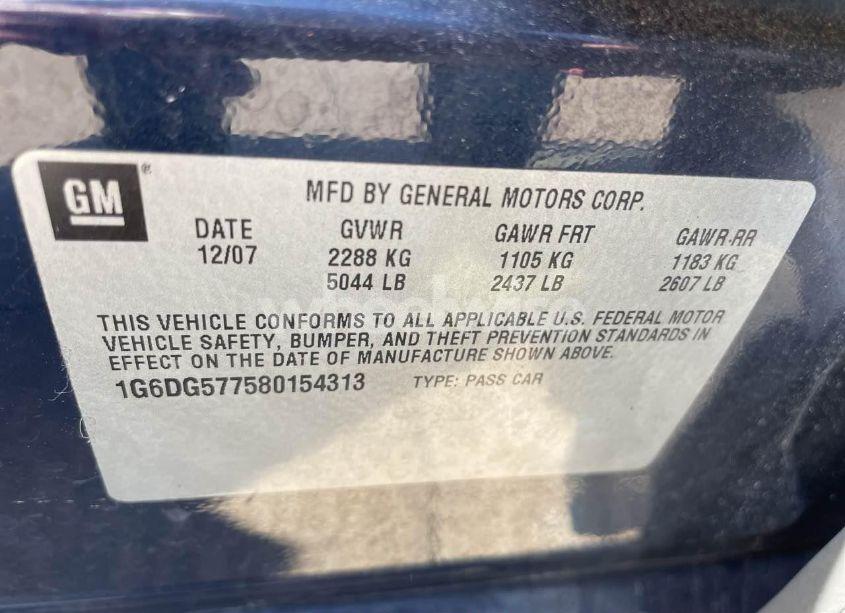 GM®
MFD BY GENERAL MOTORS CORP.
DATE GVWR GAWR FRT GAWR RR
12/07 2288 KG 1105 KG 1183 KG
5044 LB 2437 LB 2607 LB
THIS VEHICLE CONFORMS TO ALL APPLICABLE U.S. FEDERAL MOTOR
VEHICLE SAFETY, BUMPER, AND THEFT PREVENTION STANDARDS IN
EFFECT ON THE DATE OF MANUFACTURE SHOWN ABOVE.
1G6DG577580154313 TYPE: PASS CAR